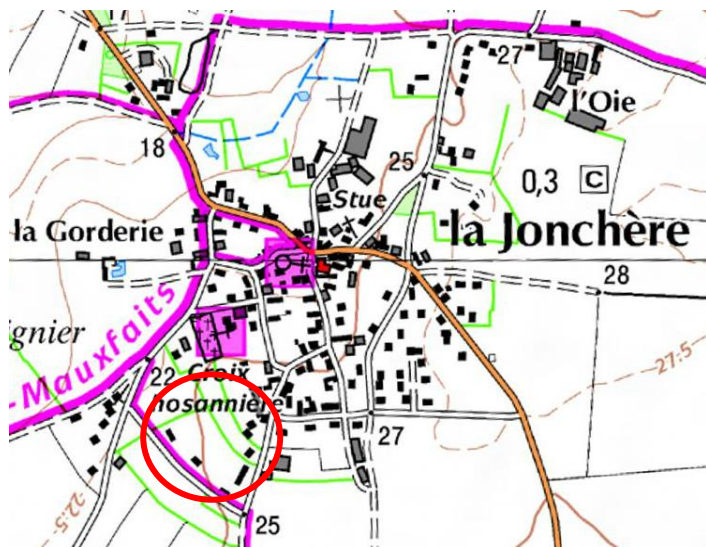 27
l'Oie
18
25
0,3
C
Stue
la Gorderie
la Jonchère
28
ignier
-Mauxfaits
22
Croix
hosannière
27:5
27
22:5
25